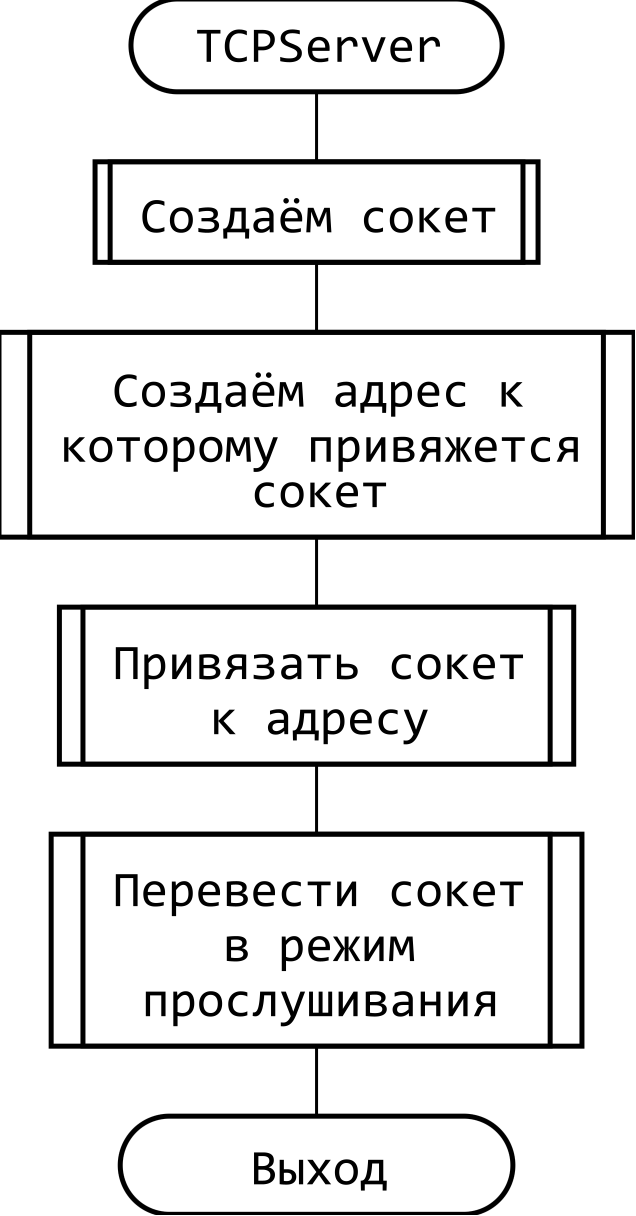 TCPServer
Создаём сокет
Создаём адрес к
которому привяжется
сокет
Привязать сокет
к адресу
Перевести сокет
в режим
прослушивания
Выход